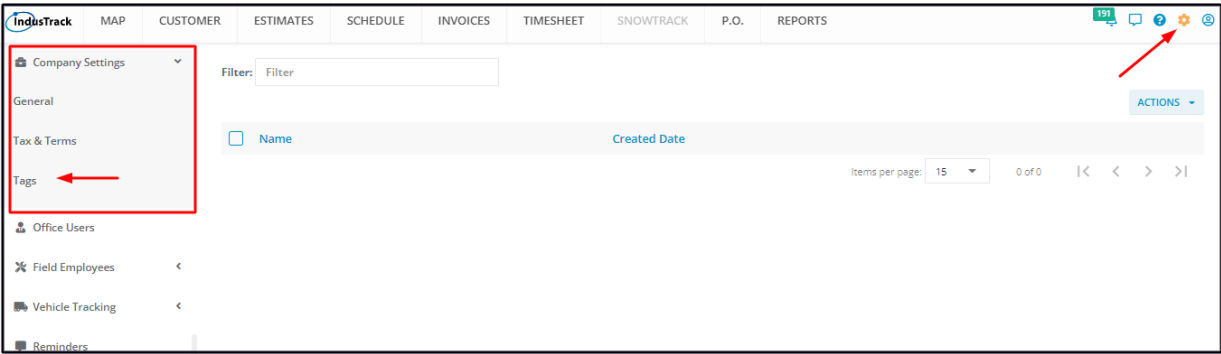 IndusTrack MAP CUSTOMER ESTIMATES SCHEDULE INVOICES TIMESHEET SNOWTRACK P.O. REPORTS 191
Company Settings
General
Tax & Terms
Tags
Office Users
Field Employees
Vehicle Tracking
Reminders
Filter: Filter
ACTIONS
Name Created Date
Items per page: 15 0 of 0